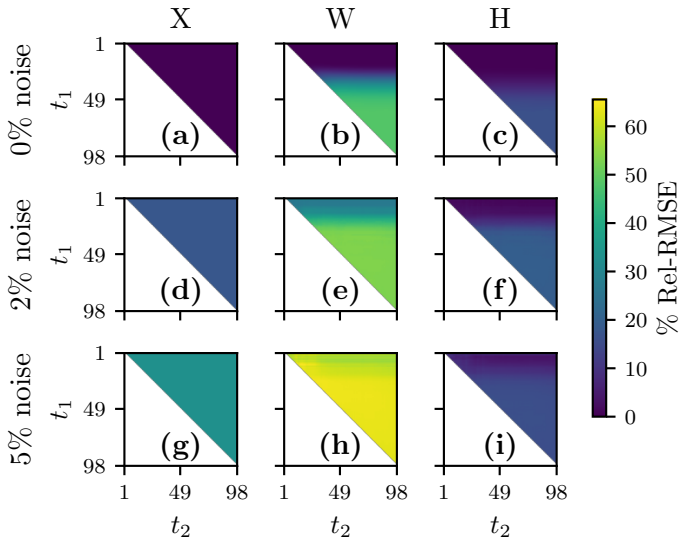 X W H
0% noise
t₁
1
49
98
(a) (b) (c)
2% noise
t₁
1
49
98
(d) (e) (f)
5% noise
t₁
1
49
98
(g) (h) (i)
1 49 98 1 49 98 1 49 98
t₂ t₂ t₂
60
50
40
30
20
10
0
% Rel-RMSE